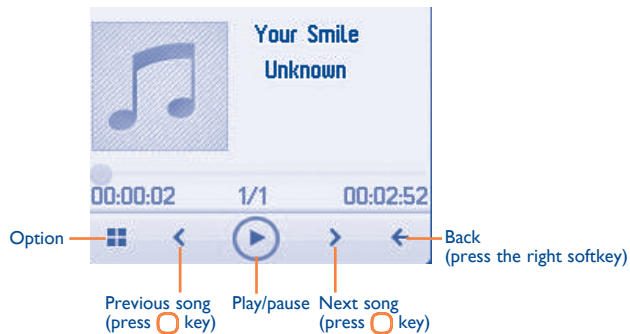 Your Smile
Unknown
00:00:02 1/1 00:02:52
Option
Back
(press the right softkey)
Previous song
(press key)
Play/pause
Next song
(press key)